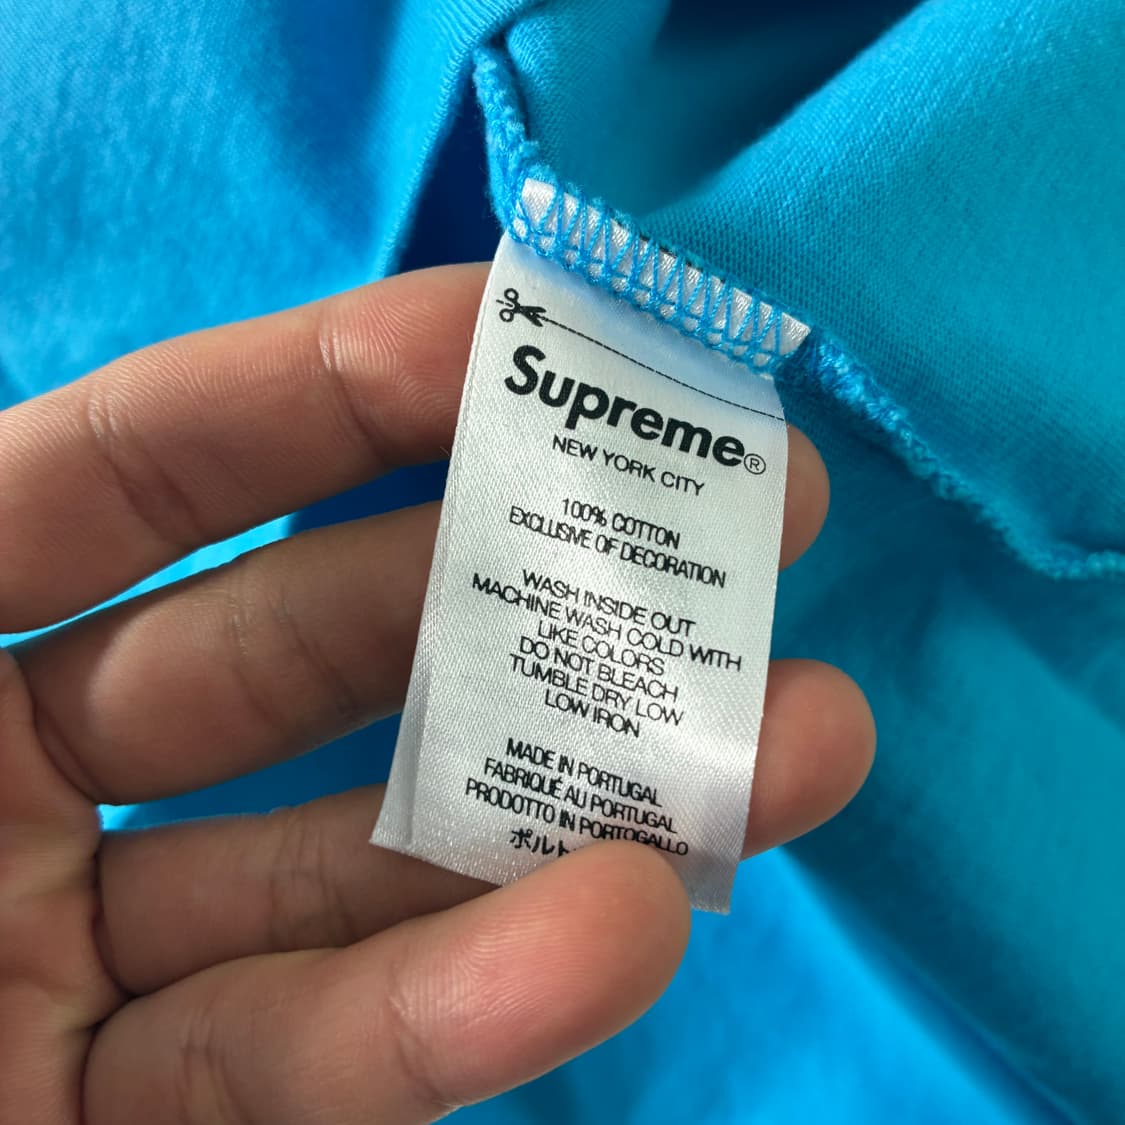 Supreme®
NEW YORK CITY
100% COTTON
EXCLUSIVE OF DECORATION
WASH INSIDE OUT
MACHINE WASH COLD WITH
LIKE COLORS
DO NOT BLEACH
TUMBLE DRY LOW
LOW IRON
MADE IN PORTUGAL
FABRIQUÉ AU PORTUGAL
PRODOTTO IN PORTOGALLO